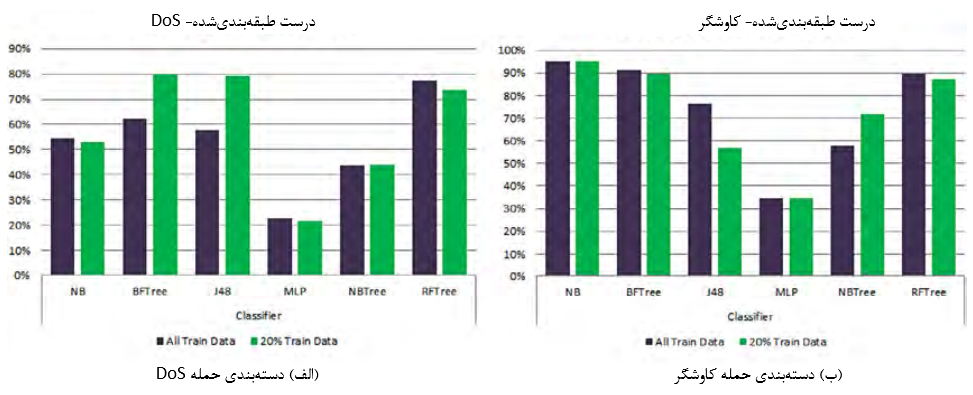 درست طبقه‌بندی‌شده- DoS
90%
80%
70%
60%
50%
40%
30%
20%
10%
0%
NB BFTree J48 MLP NBTree RFTree
Classifier
All Train Data 20% Train Data
(الف) دسته‌بندی حمله DoS
درست طبقه‌بندی‌شده- کاوشگر
100%
90%
80%
70%
60%
50%
40%
30%
20%
10%
0%
NB BFTree J48 MLP NBTree RFTree
Classifier
All Train Data 20% Train Data
(ب) دسته‌بندی حمله کاوشگر